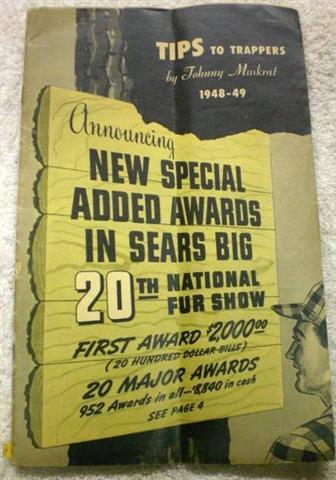 TIPS TO TRAPPERS
by Johnny Muskrat
1948-49
Announcing
NEW SPECIAL
ADDED AWARDS
IN SEARS BIG
20TH NATIONAL
FUR SHOW
FIRST AWARD $2,000.00
(20 HUNDRED DOLLAR BILLS)
20 MAJOR AWARDS
952 Awards in all-$8,840 in cash
SEE PAGE 4